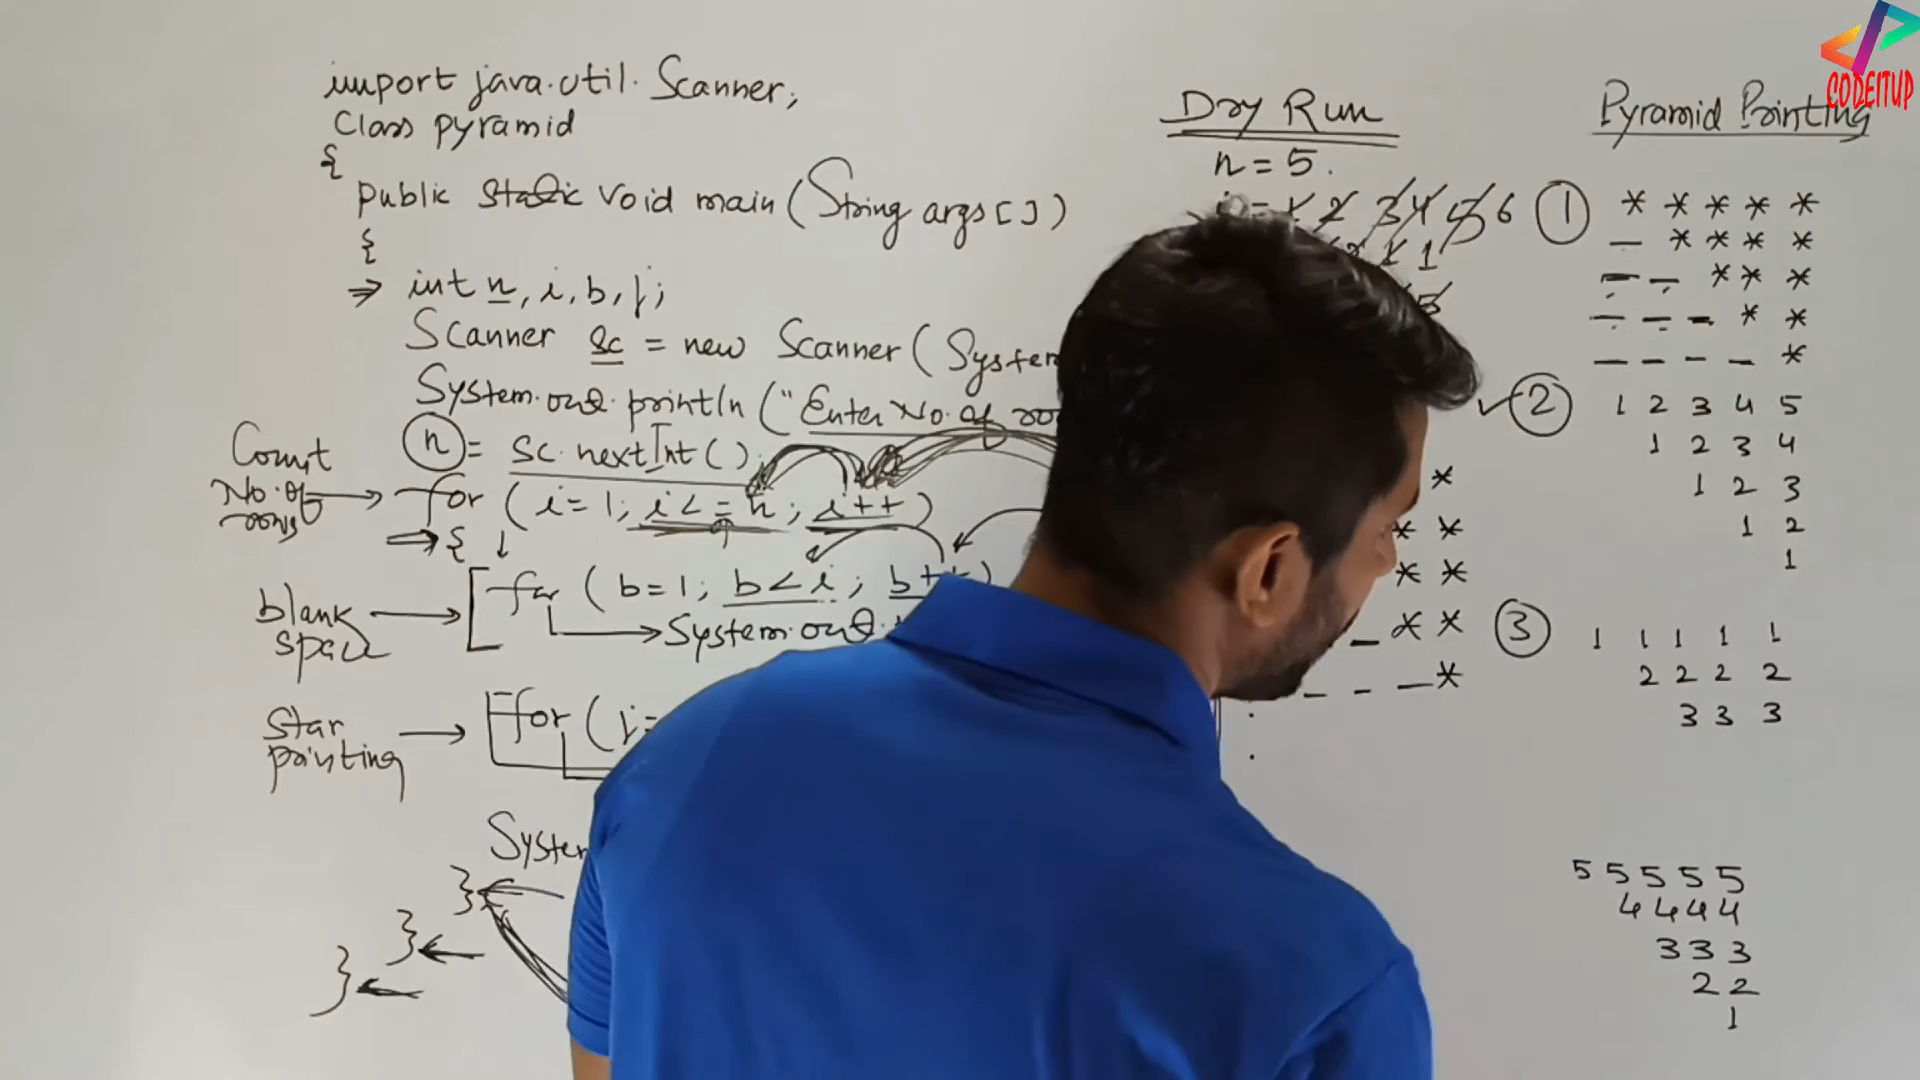 import java.util.Scanner;
Class pyramid
{
public static void main (String args[])
{
⇒ int n, i, b, j;
Scanner sc = new Scanner( System
System.out.println ("Enter No. of
n = sc.nextInt();
Count No. of rows → for (i=1; i<=n; i++)
⇒ {
blank space → for (b=1; b<i; b++)
→ System.out.
Star printing → for (j=
System
}
}
}
Dry Run
n = 5.
1 2 3 4 5 6
1 1
*
* *
* *
_ * *
_ _ _ *
CODEITUP
Pyramid Printing
① * * * * *
_ * * * *
_ _ * * *
_ _ _ * *
_ _ _ _ *
✓② 1 2 3 4 5
1 2 3 4
1 2 3
1 2
1
③ 1 1 1 1 1
2 2 2 2
3 3 3
5 5 5 5 5
4 4 4 4
3 3 3
2 2
1